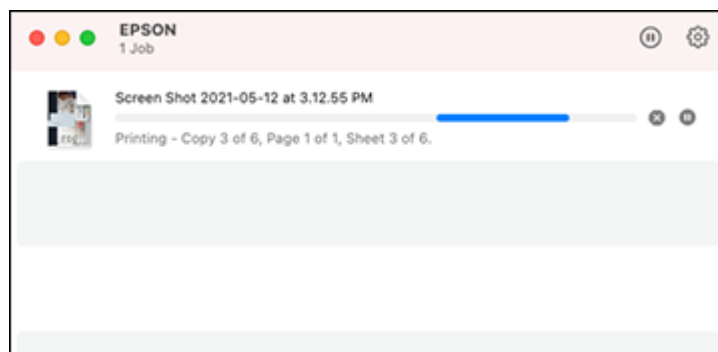 EPSON
1 Job
Screen Shot 2021-05-12 at 3.12.55 PM
Printing - Copy 3 of 6, Page 1 of 1, Sheet 3 of 6.